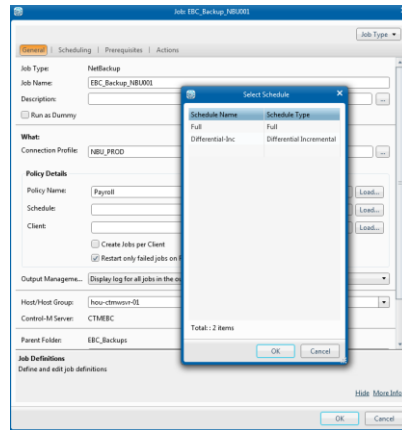 Job: EBC_Backup_NBU001
Job Type
General | Scheduling | Prerequisites | Actions
Job Type: NetBackup
Job Name: EBC_Backup_NBU001
Description: ...
Run as Dummy
What:
Connection Profile: NBU_PROD ...
Policy Details
Policy Name: Payroll Load...
Schedule: Load...
Client: Load...
Create Jobs per Client
Restart only failed jobs on
Output Manageme... Display log for all jobs in the
Host/Host Group: hou-ctmwsvr-01
Control-M Server: CTMEBC
Parent Folder: EBC_Backups
Job Definitions
Define and edit job definitions
Hide More Info
OK Cancel
Select Schedule
Schedule Name Schedule Type
Full Full
Differential-Inc Differential Incremental
Total: : 2 items
OK Cancel